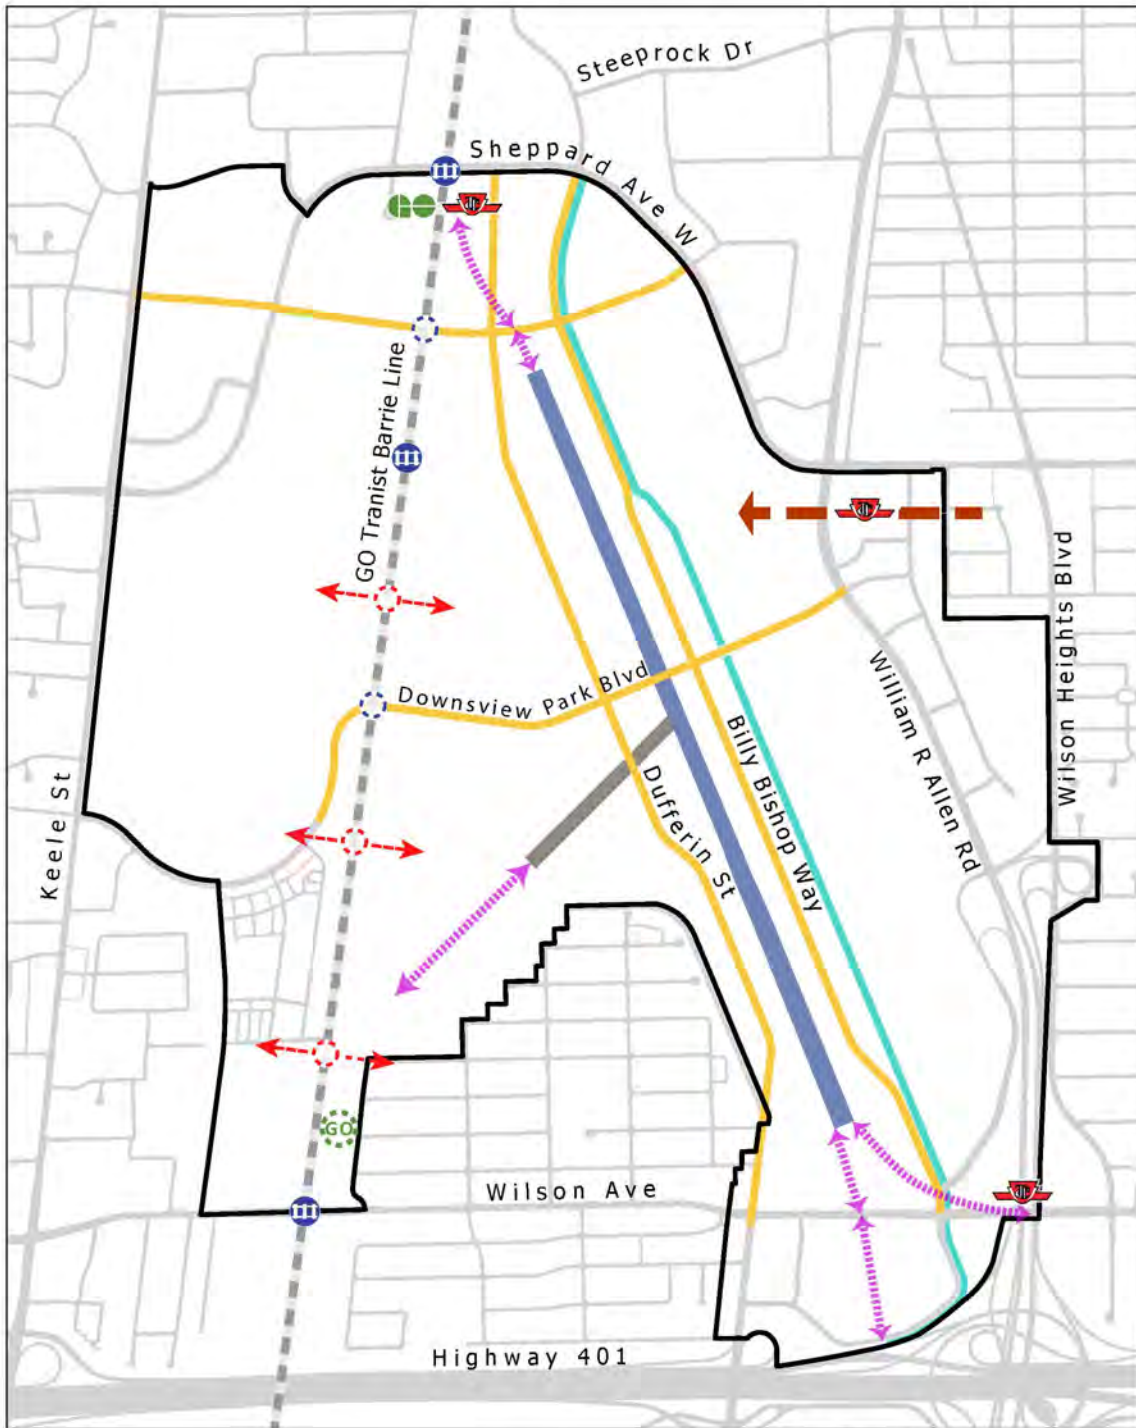 Steeprock Dr
Sheppard Ave W
GO Tranist Barrie Line
Wilson Heights Blvd
Downsview Park Blvd
William R Allen Rd
Billy Bishop Way
Dufferin St
Keele St
GO
Wilson Ave
Highway 401